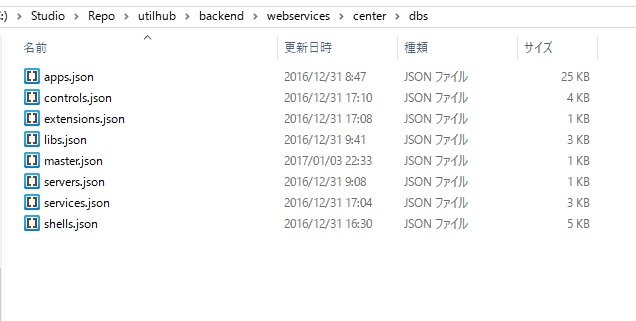 :) > Studio > Repo > utilhub > backend > webservices > center > dbs
名前 更新日時 種類 サイズ
apps.json 2016/12/31 8:47 JSON ファイル 25 KB
controls.json 2016/12/31 17:10 JSON ファイル 4 KB
extensions.json 2016/12/31 17:08 JSON ファイル 1 KB
libs.json 2016/12/31 9:41 JSON ファイル 3 KB
master.json 2017/01/03 22:33 JSON ファイル 1 KB
servers.json 2016/12/31 9:08 JSON ファイル 1 KB
services.json 2016/12/31 17:04 JSON ファイル 3 KB
shells.json 2016/12/31 16:30 JSON ファイル 5 KB